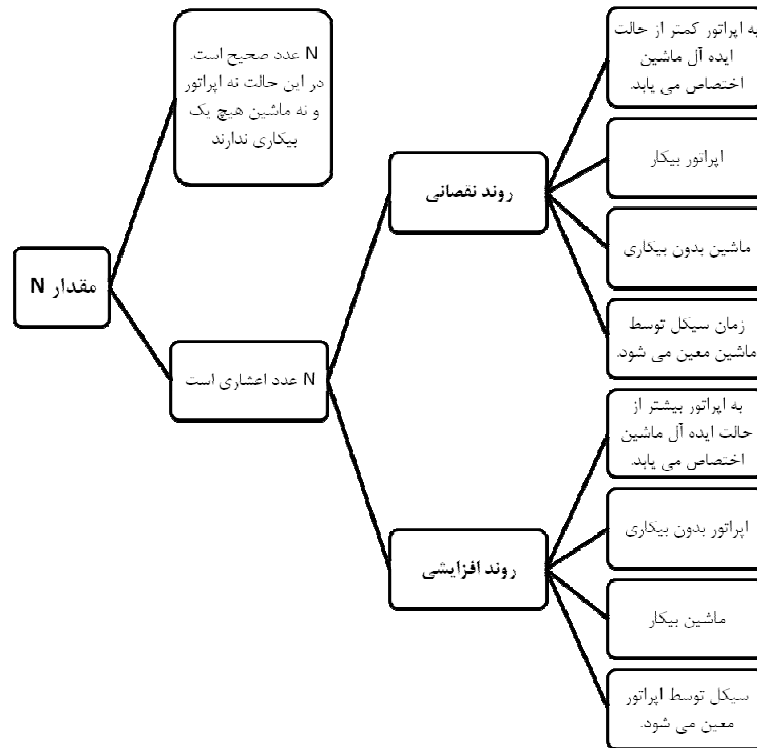 مقدار N
N عدد صحیح است.
در این حالت نه اپراتور
و نه ماشین هیچ یک
بیکاری ندارند
N عدد اعشاری است
روند نقصانی
به اپراتور کمتر از حالت
ایده آل ماشین
اختصاص می یابد.
اپراتور بیکار
ماشین بدون بیکاری
زمان سیکل توسط
ماشین معین می شود.
روند افزایشی
به اپراتور بیشتر از
حالت ایده آل ماشین
اختصاص می یابد.
اپراتور بدون بیکاری
ماشین بیکار
سیکل توسط اپراتور
معین می شود.